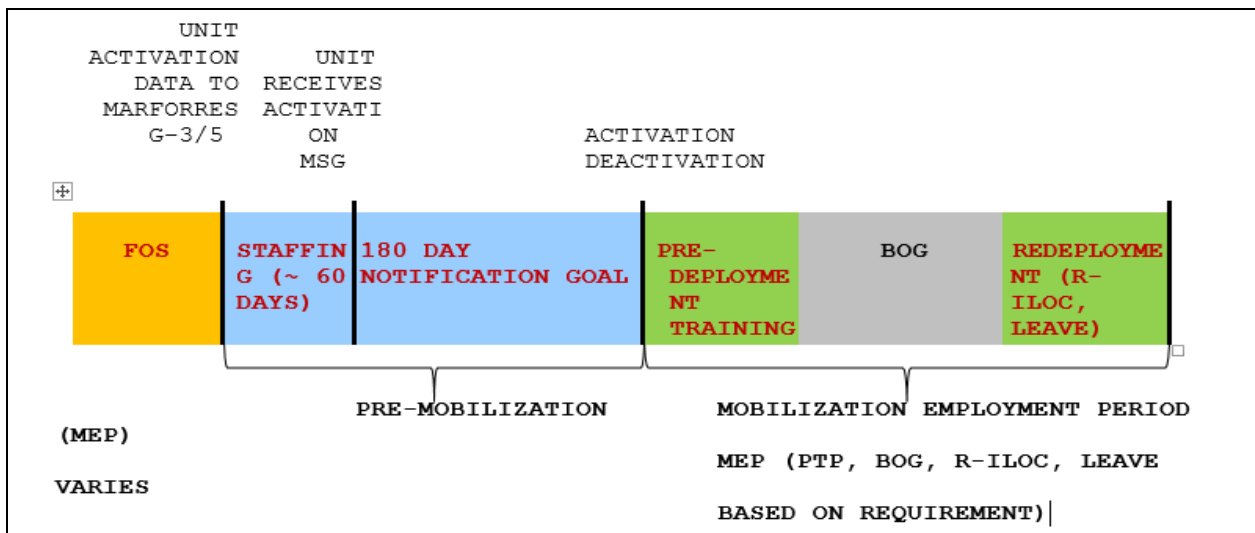 UNIT
ACTIVATION
DATA TO
MARFORRES
G-3/5
UNIT
RECEIVES
ACTIVATI
ON
MSG
ACTIVATION
DEACTIVATION
FOS
STAFFIN
G (~ 60
DAYS)
180 DAY
NOTIFICATION GOAL
PRE-
DEPLOYME
NT
TRAINING
BOG
REDEPLOYME
NT (R-
ILOC,
LEAVE)
PRE-MOBILIZATION
MOBILIZATION EMPLOYMENT PERIOD
(MEP)
MEP (PTP, BOG, R-ILOC, LEAVE
VARIES
BASED ON REQUIREMENT)